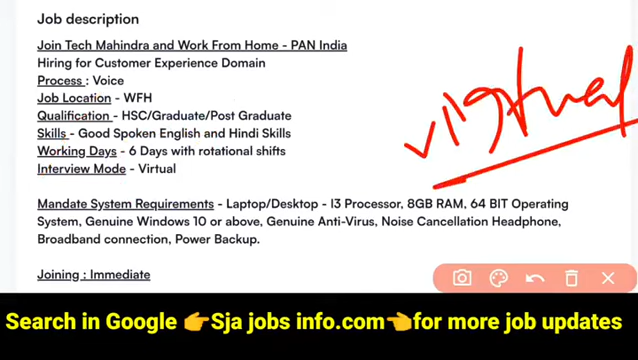 Job description
Join Tech Mahindra and Work From Home - PAN India
Hiring for Customer Experience Domain
Process : Voice
Job Location - WFH
Qualification - HSC/Graduate/Post Graduate
Skills - Good Spoken English and Hindi Skills
Working Days - 6 Days with rotational shifts
Interview Mode - Virtual
virtual
Mandate System Requirements - Laptop/Desktop - I3 Processor, 8GB RAM, 64 BIT Operating
System, Genuine Windows 10 or above, Genuine Anti-Virus, Noise Cancellation Headphone,
Broadband connection, Power Backup.
Joining : Immediate
Search in Google 👉Sja jobs info.com👈for more job updates